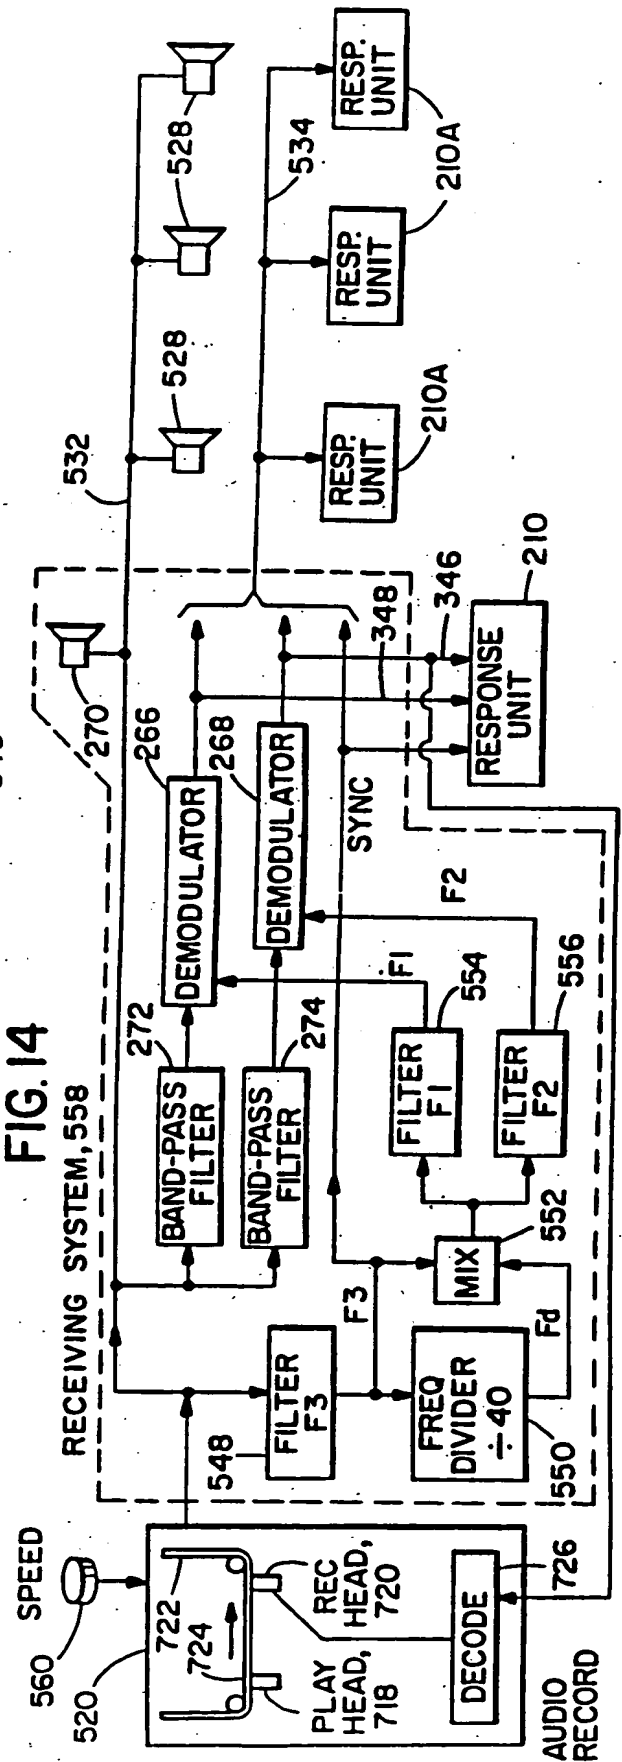 FIG. 14
RECEIVING SYSTEM, 558
SPEED
560
520
722
724
PLAY
HEAD,
718
REC
HEAD,
720
DECODE
726
AUDIO
RECORD
548
FILTER
F3
F3
FREQ
DIVIDER
÷40
550
Fd
MIX
552
BAND-PASS
FILTER
272
BAND-PASS
FILTER
274
FILTER
F1
554
FILTER
F2
556
F1
F2
DEMODULATOR
266
DEMODULATOR
268
SYNC
270
348
346
RESPONSE
UNIT
210
532
528
528
534
RESP.
UNIT
210A
RESP.
UNIT
RESP.
UNIT
210A